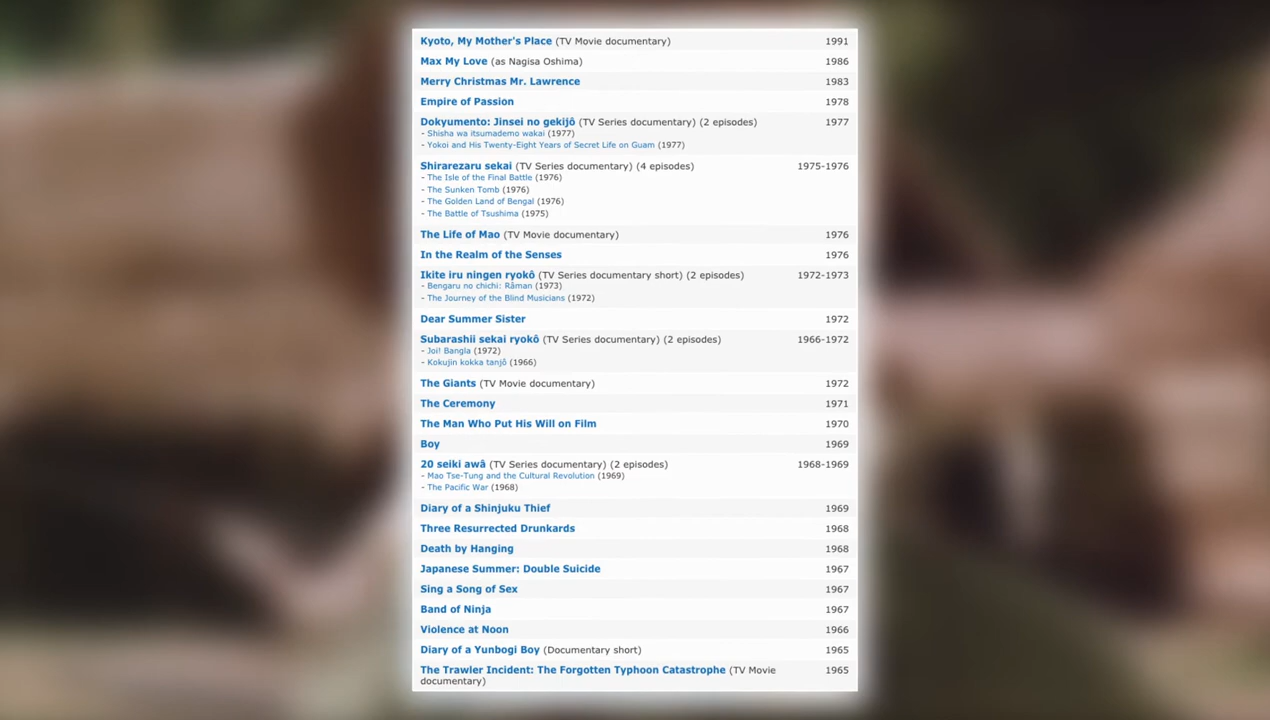 Kyoto, My Mother's Place (TV Movie documentary) 1991
Max My Love (as Nagisa Oshima) 1986
Merry Christmas Mr. Lawrence 1983
Empire of Passion 1978
Dokyumento: Jinsei no gekijô (TV Series documentary) (2 episodes) 1977
- Shisha wa itsumademo wakai (1977)
- Yokoi and His Twenty-Eight Years of Secret Life on Guam (1977)
Shirarezaru sekai (TV Series documentary) (4 episodes) 1975-1976
- The Isle of the Final Battle (1976)
- The Sunken Tomb (1976)
- The Golden Land of Bengal (1976)
- The Battle of Tsushima (1975)
The Life of Mao (TV Movie documentary) 1976
In the Realm of the Senses 1976
Ikite iru ningen ryokô (TV Series documentary short) (2 episodes) 1972-1973
- Bengaru no chichi: Râman (1973)
- The Journey of the Blind Musicians (1972)
Dear Summer Sister 1972
Subarashii sekai ryokô (TV Series documentary) (2 episodes) 1966-1972
- Joi! Bangla (1972)
- Kokujin kokka tanjô (1966)
The Giants (TV Movie documentary) 1972
The Ceremony 1971
The Man Who Put His Will on Film 1970
Boy 1969
20 seiki awâ (TV Series documentary) (2 episodes) 1968-1969
- Mao Tse-Tung and the Cultural Revolution (1969)
- The Pacific War (1968)
Diary of a Shinjuku Thief 1969
Three Resurrected Drunkards 1968
Death by Hanging 1968
Japanese Summer: Double Suicide 1967
Sing a Song of Sex 1967
Band of Ninja 1967
Violence at Noon 1966
Diary of a Yunbogi Boy (Documentary short) 1965
The Trawler Incident: The Forgotten Typhoon Catastrophe (TV Movie 1965
documentary)